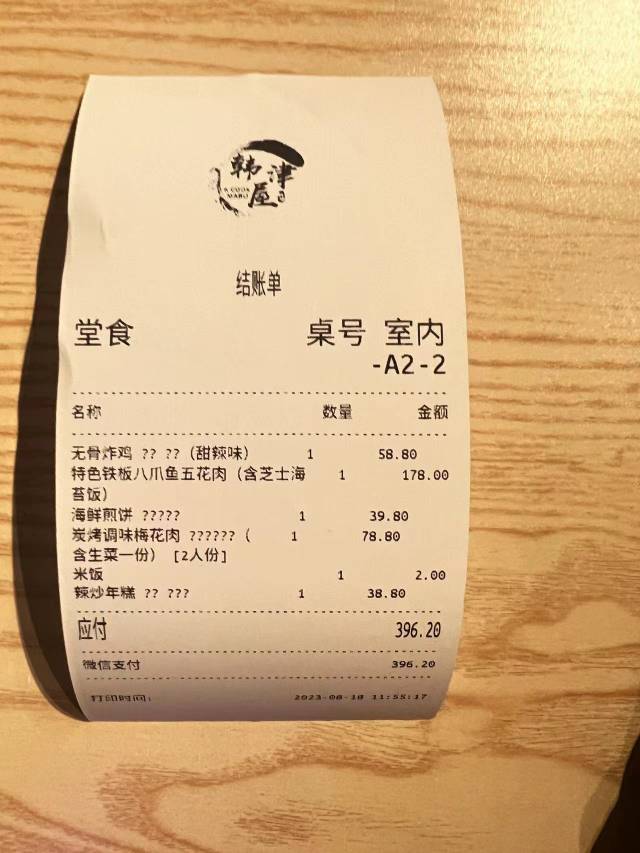 韩津屋
结账单
堂食 桌号 室内
-A2-2
名称 数量 金额
无骨炸鸡 ?? ??（甜辣味） 1 58.80
特色铁板八爪鱼五花肉（含芝士海 1 178.00
苔饭）
海鲜煎饼 ????? 1 39.80
炭烤调味梅花肉 ??????（ 1 78.80
含生菜一份） [2人份]
米饭 1 2.00
辣炒年糕 ?? ??? 1 38.80
应付 396.20
微信支付 396.20
打印时间: 2023-08-18 11:55:17